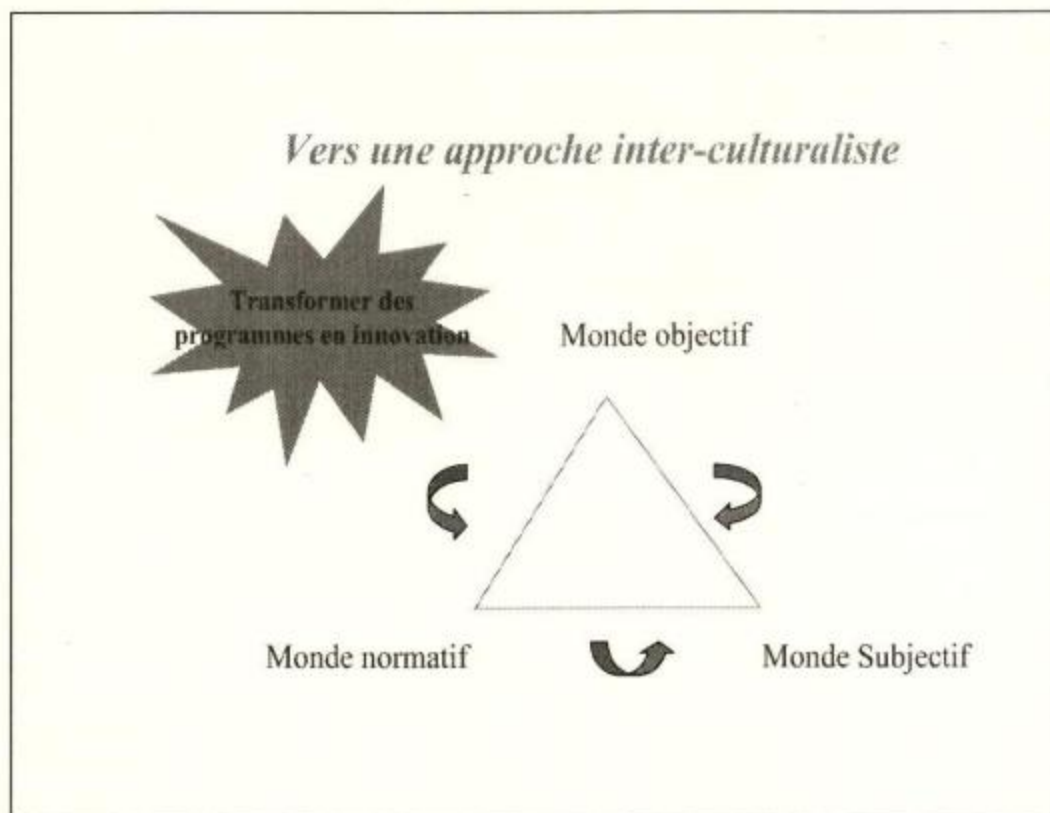 Vers une approche inter-culturaliste
Transformer des
programmes en innovation
Monde objectif
Monde normatif
Monde Subjectif